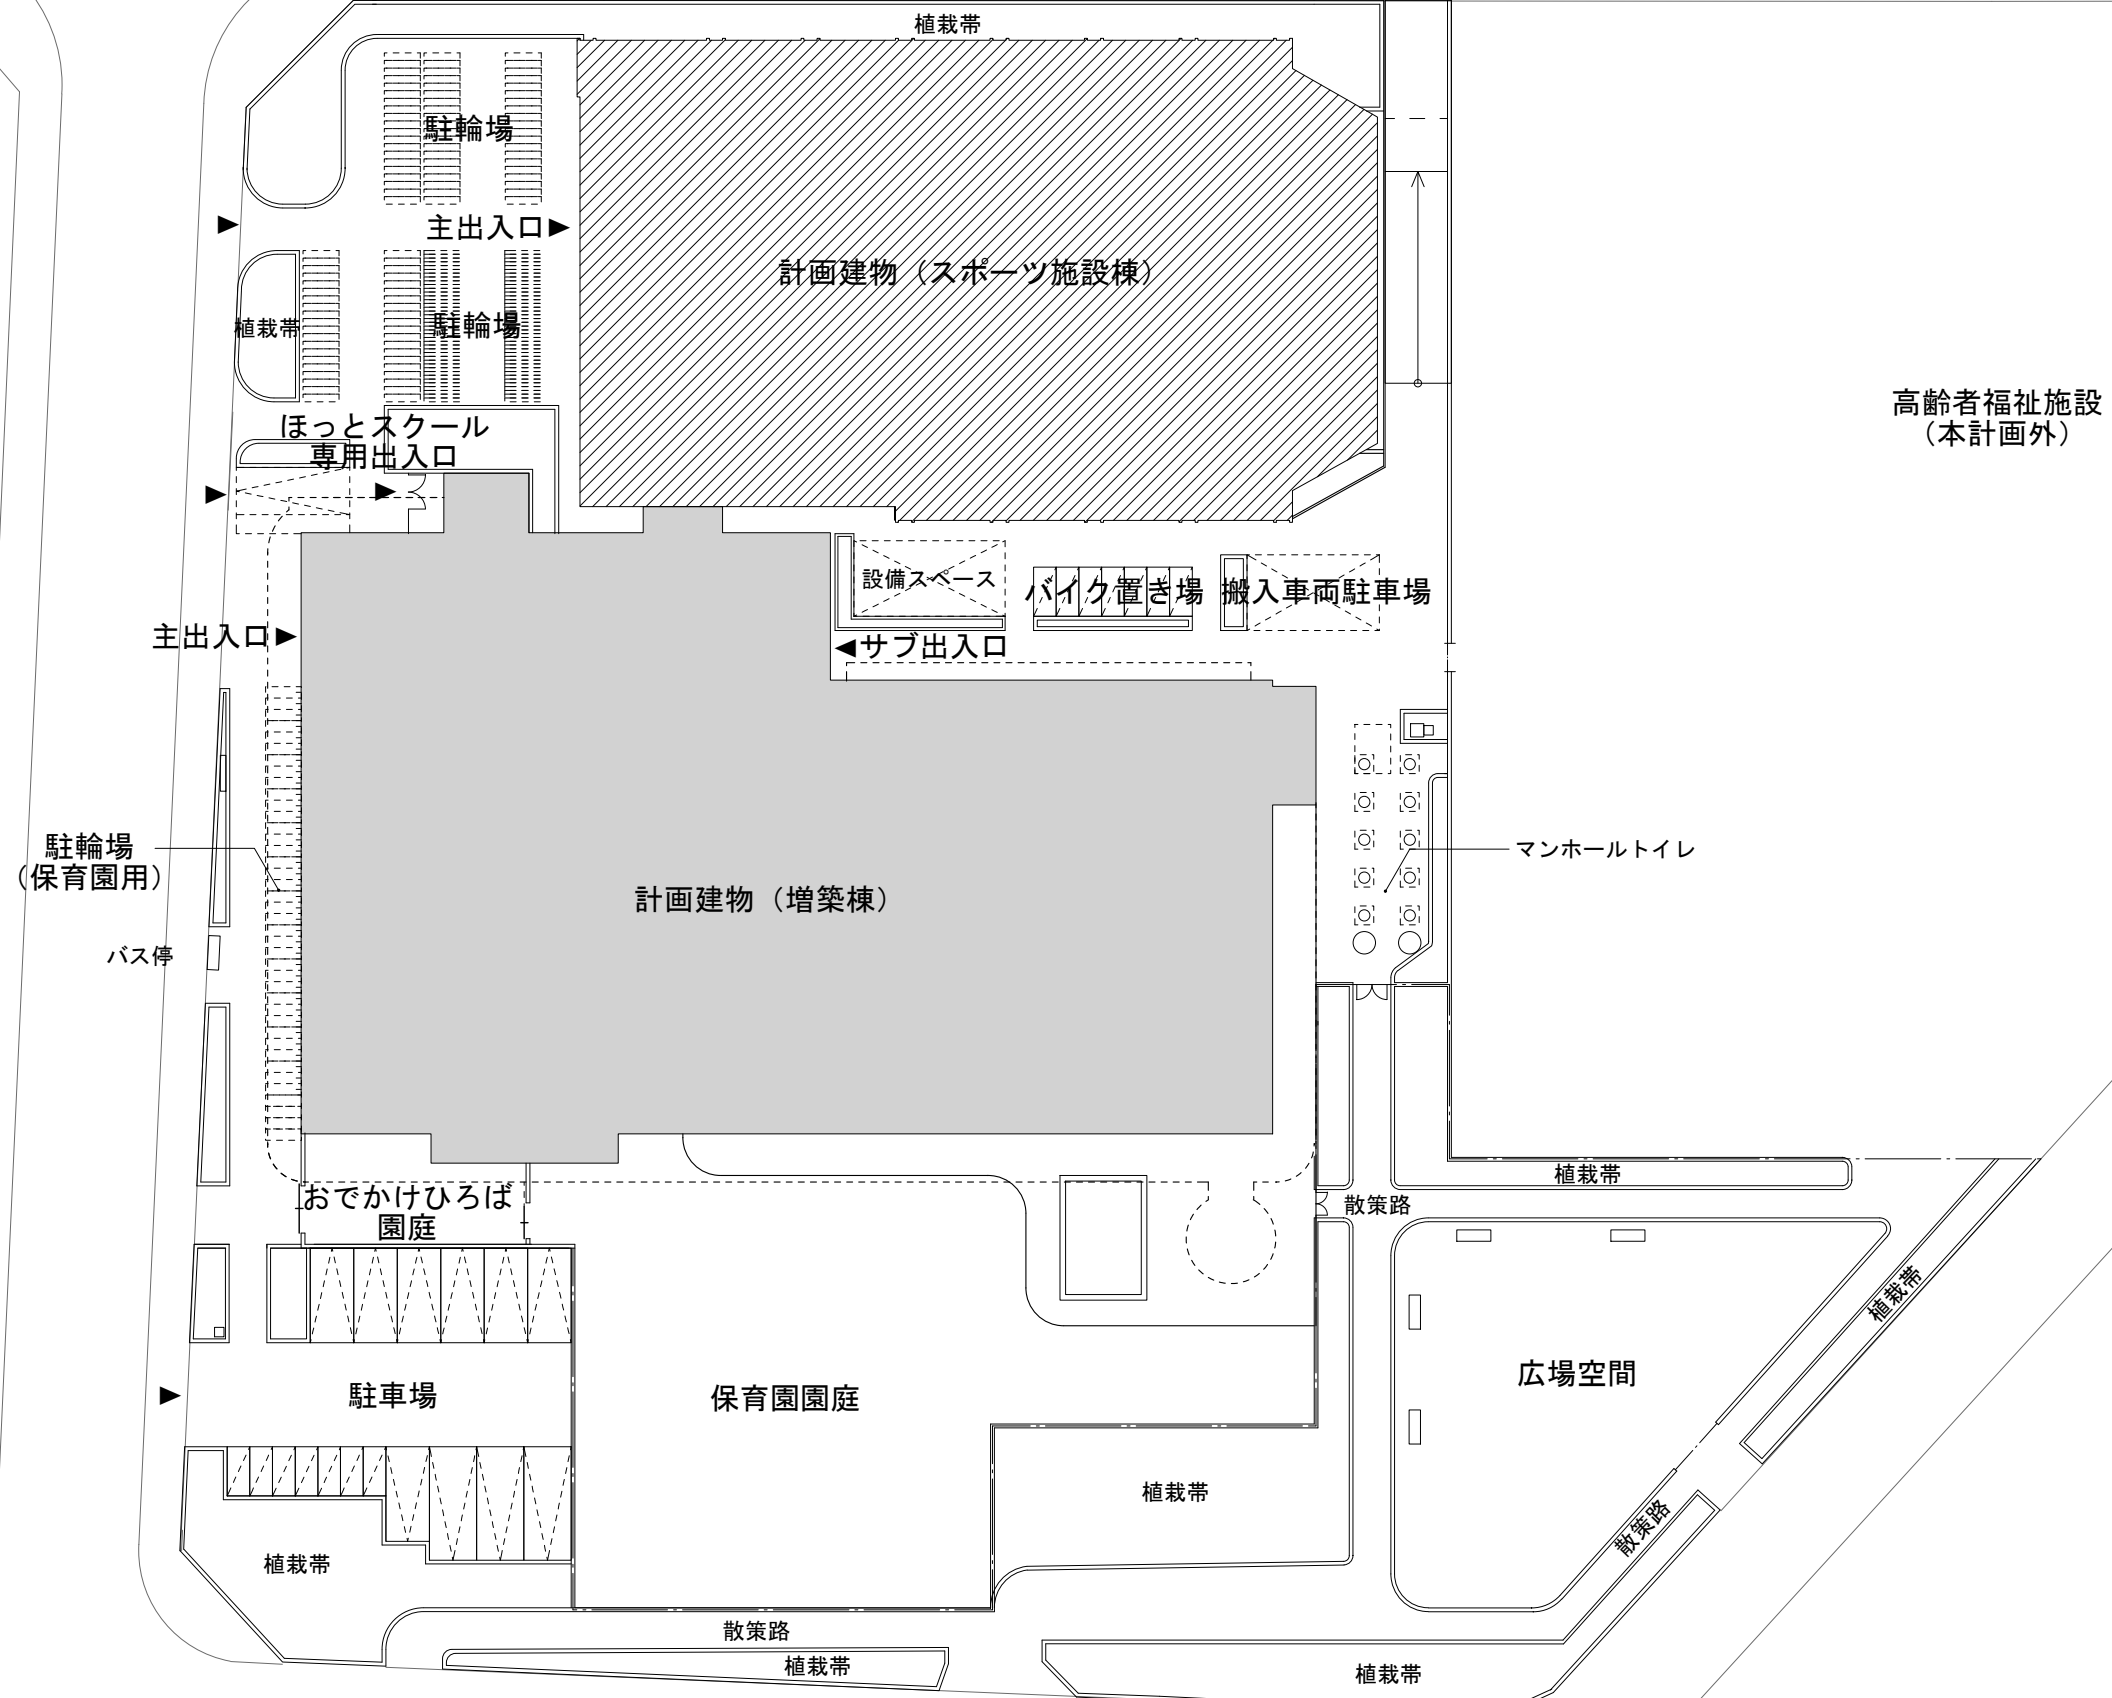 植栽帯
駐輪場
主出入口
計画建物（スポーツ施設棟）
植栽帯
駐輪場
高齢者福祉施設
（本計画外）
ほっとスクール
専用出入口
設備スペース
バイク置き場
搬入車両駐車場
主出入口
サブ出入口
駐輪場
（保育園用）
マンホールトイレ
計画建物（増築棟）
バス停
植栽帯
おでかけひろば
園庭
散策路
植栽帯
広場空間
駐車場
保育園園庭
植栽帯
散策路
植栽帯
散策路
植栽帯
植栽帯